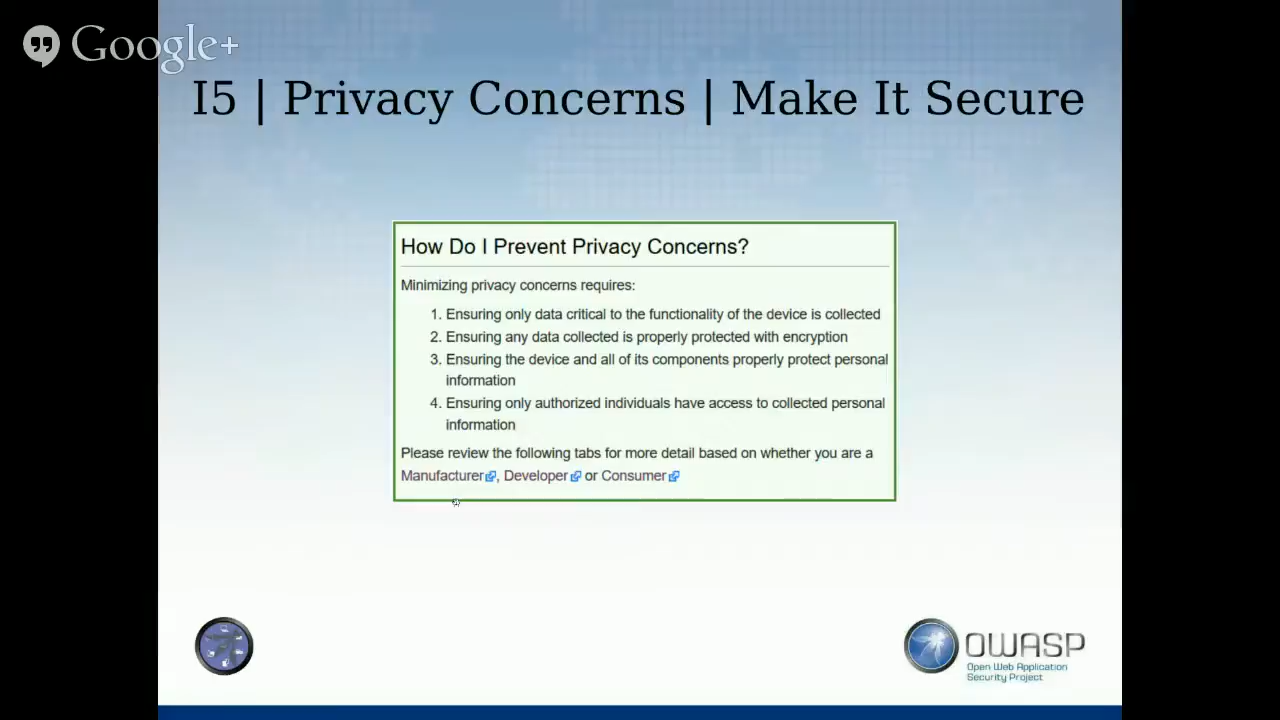 Google+
I5 | Privacy Concerns | Make It Secure
How Do I Prevent Privacy Concerns?
Minimizing privacy concerns requires:
1. Ensuring only data critical to the functionality of the device is collected
2. Ensuring any data collected is properly protected with encryption
3. Ensuring the device and all of its components properly protect personal
information
4. Ensuring only authorized individuals have access to collected personal
information
Please review the following tabs for more detail based on whether you are a
Manufacturer, Developer or Consumer
OWASP
Open Web Application
Security Project